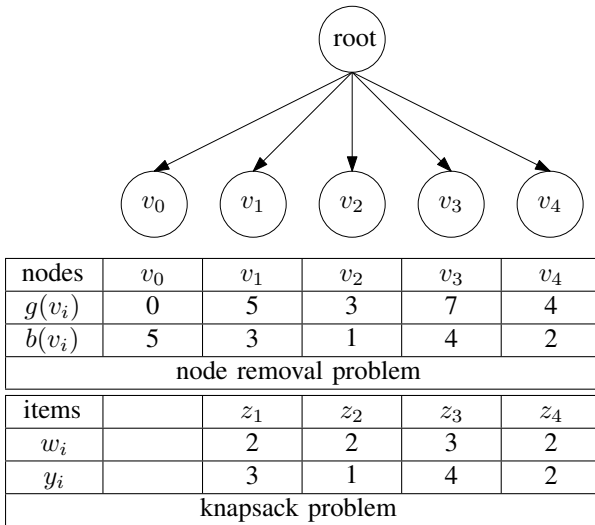 root
v₀ v₁ v₂ v₃ v₄
nodes v₀ v₁ v₂ v₃ v₄
g(vᵢ) 0 5 3 7 4
b(vᵢ) 5 3 1 4 2
node removal problem
items z₁ z₂ z₃ z₄
wᵢ 2 2 3 2
yᵢ 3 1 4 2
knapsack problem